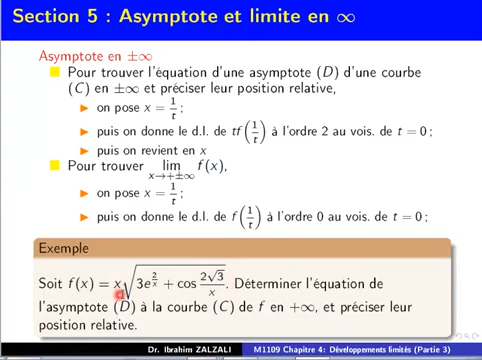 Section 5 : Asymptote et limite en ∞
Asymptote en ±∞
Pour trouver l'équation d'une asymptote (D) d'une courbe
(C) en ±∞ et préciser leur position relative,
on pose x = 1/t ;
puis on donne le d.l. de tf(1/t) à l'ordre 2 au vois. de t = 0 ;
puis on revient en x
Pour trouver lim x→+±∞ f(x),
on pose x = 1/t ;
puis on donne le d.l. de f(1/t) à l'ordre 0 au vois. de t = 0 ;
Exemple
Soit f(x) = x√(3e^(2/x) + cos (2√3)/x). Déterminer l'équation de
l'asymptote (D) à la courbe (C) de f en +∞, et préciser leur
position relative.
Dr. Ibrahim ZALZALI M1109 Chapitre 4: Développements limités (Partie 3)